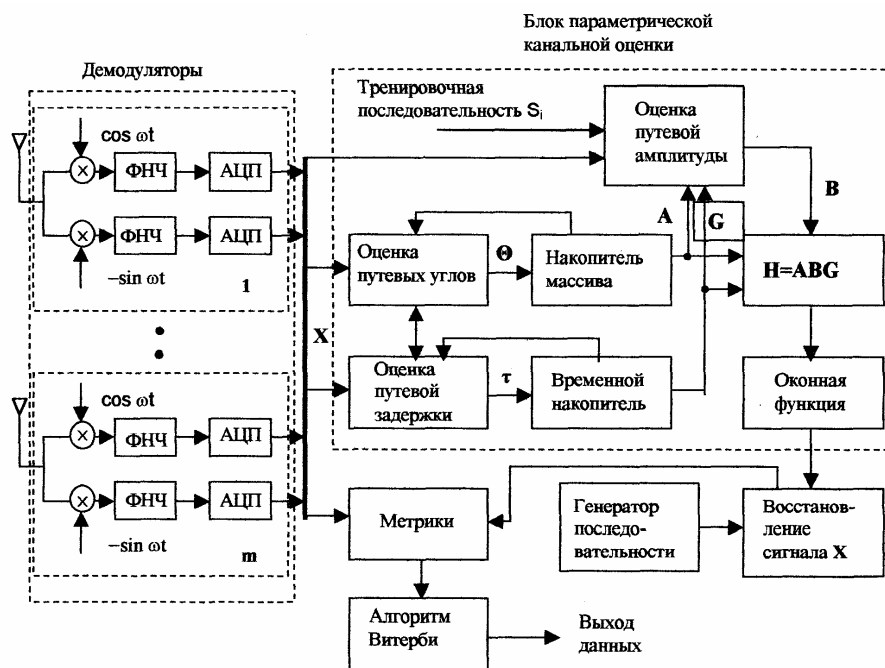 Блок параметрической
канальной оценки
Демодуляторы
Тренировочная
последовательность Si
Оценка
путевой
амплитуды
cos ωt
ФНЧ
АЦП
ФНЧ
АЦП
–sin ωt
1
B
A
G
Оценка
путевых углов
Θ
Накопитель
массива
H=ABG
X
Оценка
путевой
задержки
τ
Временной
накопитель
Оконная
функция
cos ωt
ФНЧ
АЦП
ФНЧ
АЦП
–sin ωt
m
Метрики
Генератор
последо-
вательности
Восстанов-
ление
сигнала X
Алгоритм
Витерби
Выход
данных